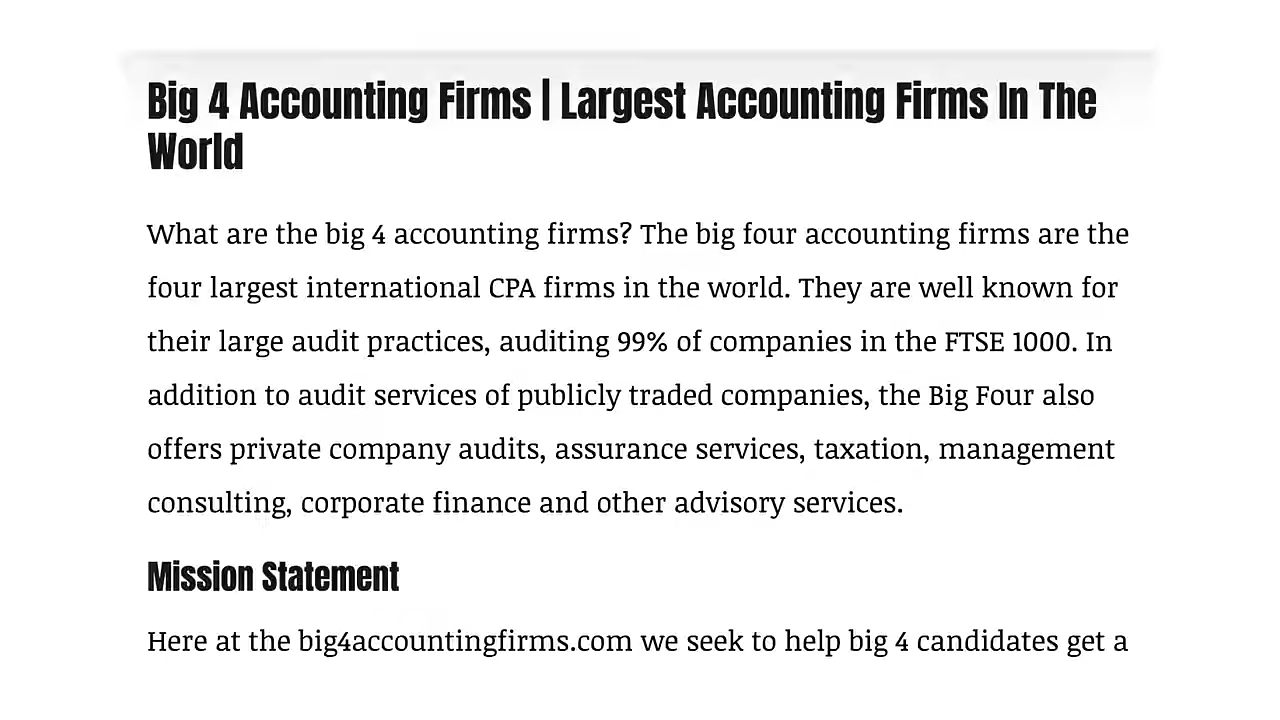 Big 4 Accounting Firms | Largest Accounting Firms In The
World
What are the big 4 accounting firms? The big four accounting firms are the
four largest international CPA firms in the world. They are well known for
their large audit practices, auditing 99% of companies in the FTSE 1000. In
addition to audit services of publicly traded companies, the Big Four also
offers private company audits, assurance services, taxation, management
consulting, corporate finance and other advisory services.
Mission Statement
Here at the big4accountingfirms.com we seek to help big 4 candidates get a